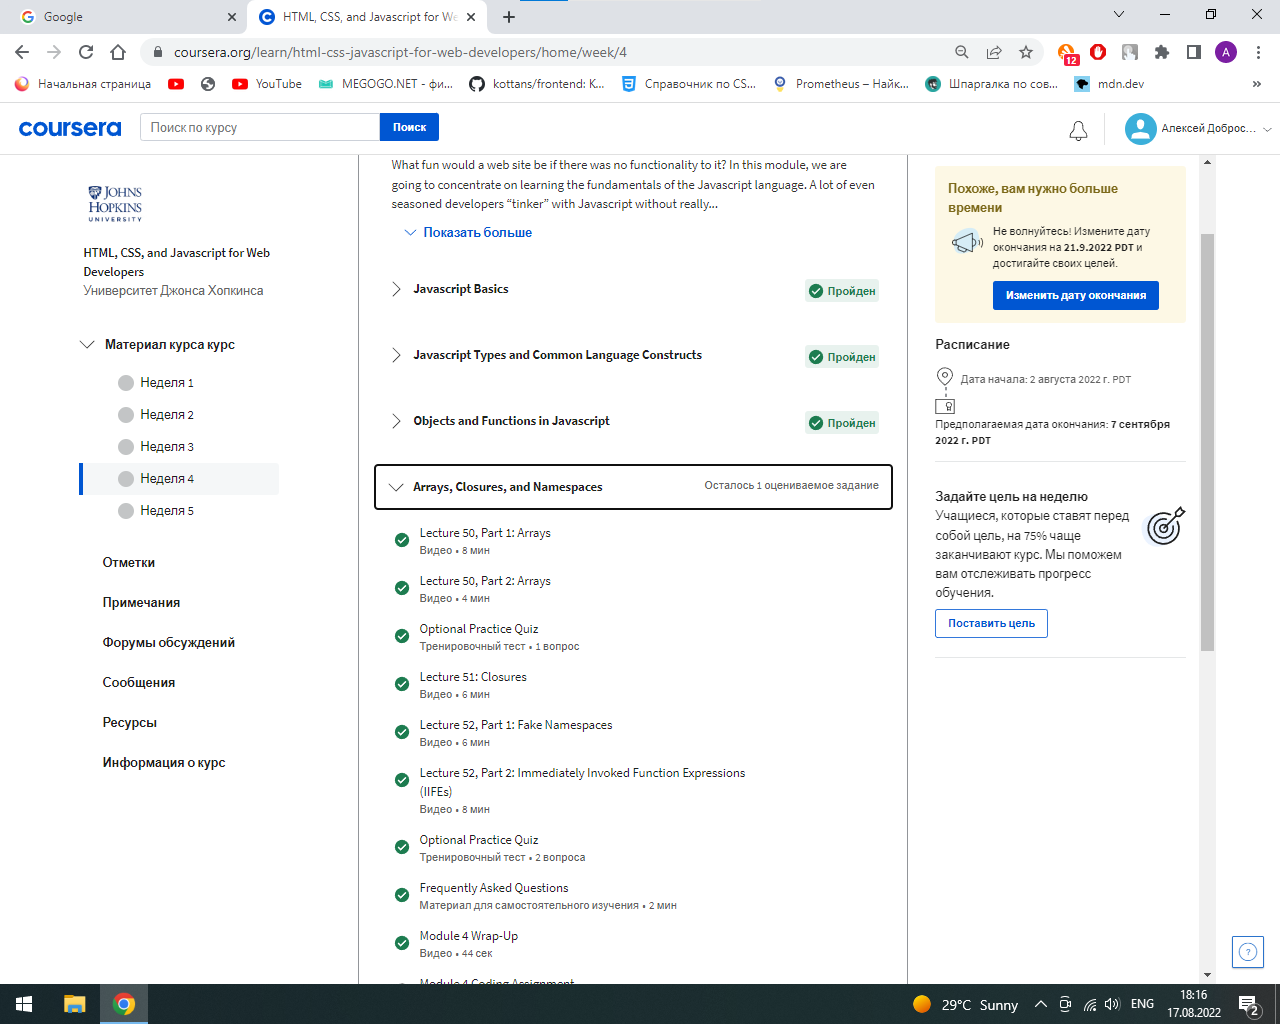 Google
HTML, CSS, and Javascript for We
coursera.org/learn/html-css-javascript-for-web-developers/home/week/4
12
A
Начальная страница
YouTube
MEGOGO.NET - фи...
kottans/frontend: K...
Справочник по CS...
Prometheus – Найк...
Шпаргалка по сов...
mdn.dev
»
coursera
Поиск по курсу
Поиск
Алексей Доброс...
JOHNS
HOPKINS
UNIVERSITY
HTML, CSS, and Javascript for Web
Developers
Университет Джонса Хопкинса
Материал курса курс
Неделя 1
Неделя 2
Неделя 3
Неделя 4
Неделя 5
Отметки
Примечания
Форумы обсуждений
Сообщения
Ресурсы
Информация о курс
What fun would a web site be if there was no functionality to it? In this module, we are
going to concentrate on learning the fundamentals of the Javascript language. A lot of even
seasoned developers “tinker” with Javascript without really...
Показать больше
Javascript Basics
Пройден
Javascript Types and Common Language Constructs
Пройден
Objects and Functions in Javascript
Пройден
Arrays, Closures, and Namespaces
Осталось 1 оцениваемое задание
Lecture 50, Part 1: Arrays
Видео • 8 мин
Lecture 50, Part 2: Arrays
Видео • 4 мин
Optional Practice Quiz
Тренировочный тест • 1 вопрос
Lecture 51: Closures
Видео • 6 мин
Lecture 52, Part 1: Fake Namespaces
Видео • 6 мин
Lecture 52, Part 2: Immediately Invoked Function Expressions
(IIFEs)
Видео • 8 мин
Optional Practice Quiz
Тренировочный тест • 2 вопроса
Frequently Asked Questions
Материал для самостоятельного изучения • 2 мин
Module 4 Wrap-Up
Видео • 44 сек
Module 4 Coding Assignment
Похоже, вам нужно больше
времени
Не волнуйтесь! Измените дату
окончания на 21.9.2022 PDT и
достигайте своих целей.
Изменить дату окончания
Расписание
Дата начала: 2 августа 2022 г. PDT
Предполагаемая дата окончания: 7 сентября
2022 г. PDT
Задайте цель на неделю
Учащиеся, которые ставят перед
собой цель, на 75% чаще
заканчивают курс. Мы поможем
вам отслеживать прогресс
обучения.
Поставить цель
?
29°C Sunny
ENG
18:16
17.08.2022
2